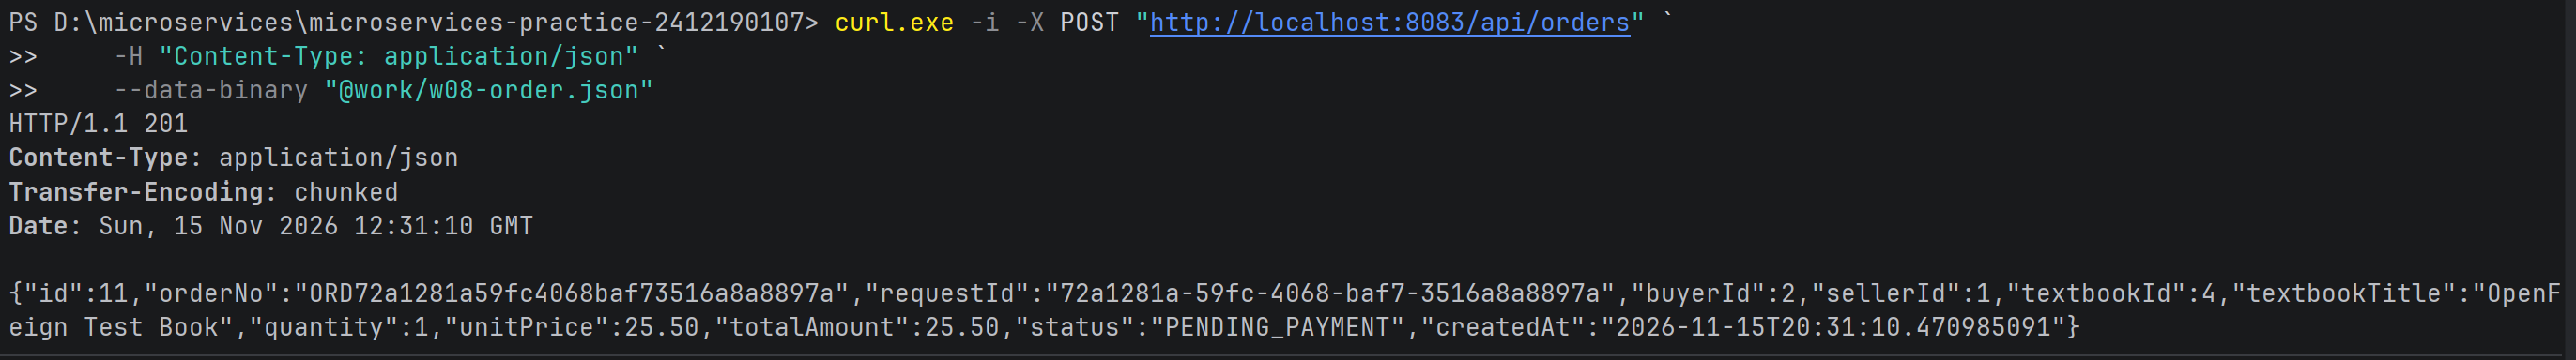 PS D:\microservices\microservices-practice-2412190107> curl.exe -i -X POST "http://localhost:8083/api/orders" `
>>     -H "Content-Type: application/json" `
>>     --data-binary "@work/w08-order.json"
HTTP/1.1 201
Content-Type: application/json
Transfer-Encoding: chunked
Date: Sun, 15 Nov 2026 12:31:10 GMT

{"id":11,"orderNo":"ORD72a1281a59fc4068baf73516a8a8897a","requestId":"72a1281a-59fc-4068-baf7-3516a8a8897a","buyerId":2,"sellerId":1,"textbookId":4,"textbookTitle":"OpenF
eign Test Book","quantity":1,"unitPrice":25.50,"totalAmount":25.50,"status":"PENDING_PAYMENT","createdAt":"2026-11-15T20:31:10.470985091"}